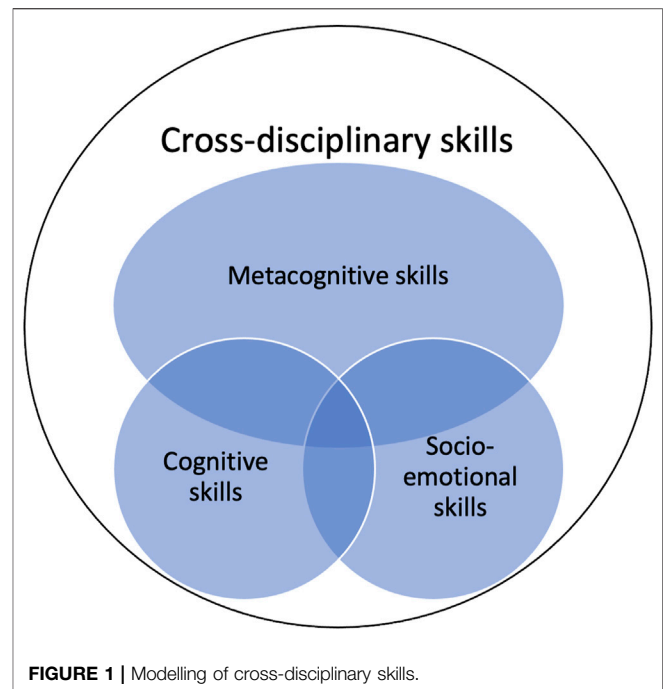 Cross-disciplinary skills
Metacognitive skills
Cognitive
skills
Socio-
emotional
skills
FIGURE 1 | Modelling of cross-disciplinary skills.